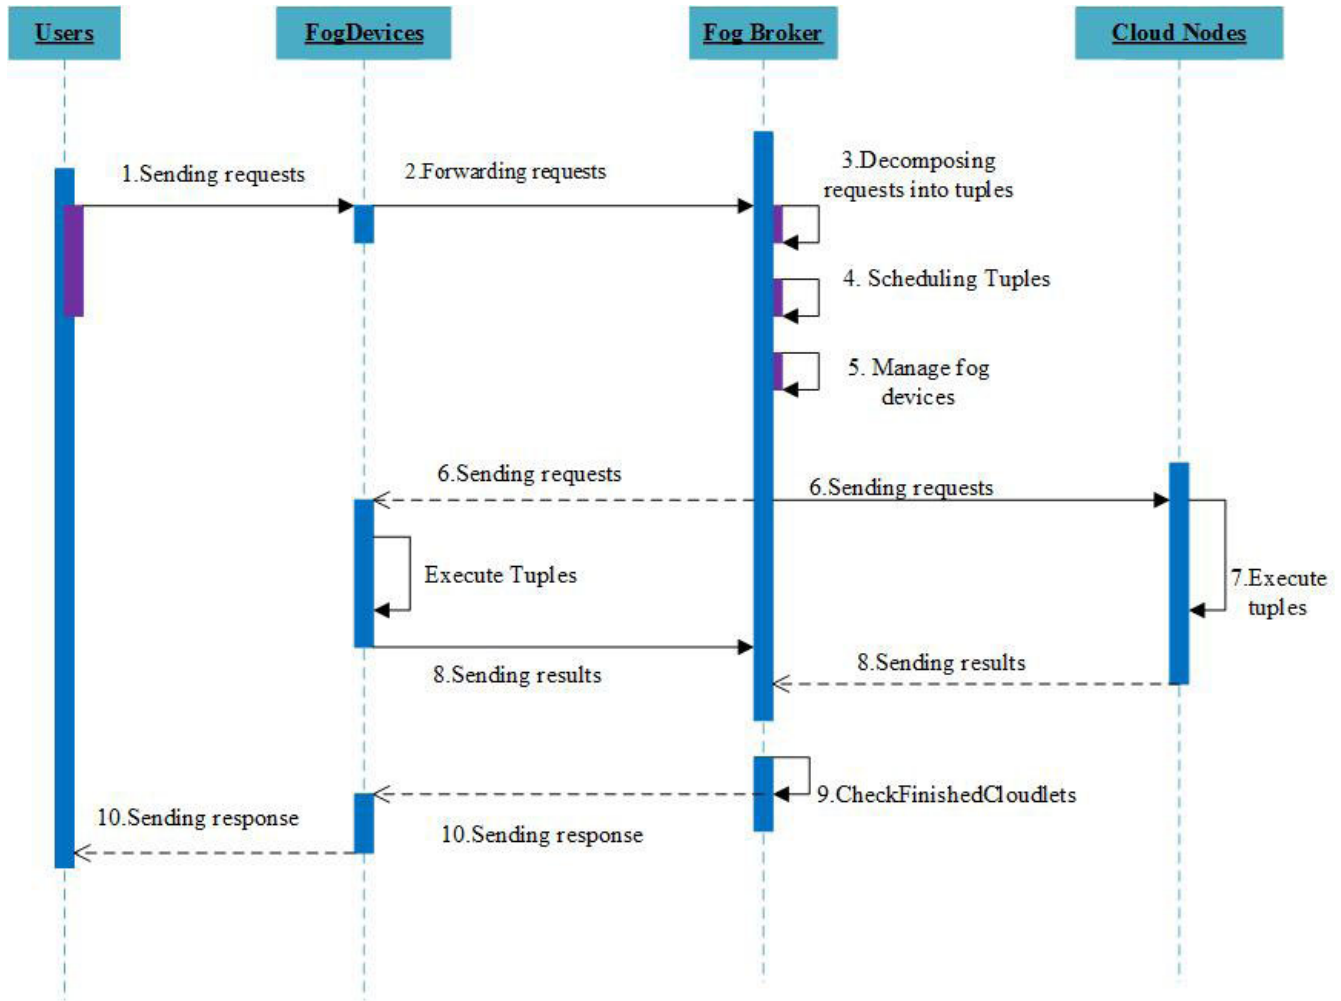 Users
FogDevices
Fog Broker
Cloud Nodes
1.Sending requests
2.Forwarding requests
3.Decomposing
requests into tuples
4. Scheduling Tuples
5. Manage fog
devices
6.Sending requests
6.Sending requests
Execute Tuples
7.Execute
tuples
8.Sending results
8.Sending results
9.CheckFinishedCloudlets
10.Sending response
10.Sending response